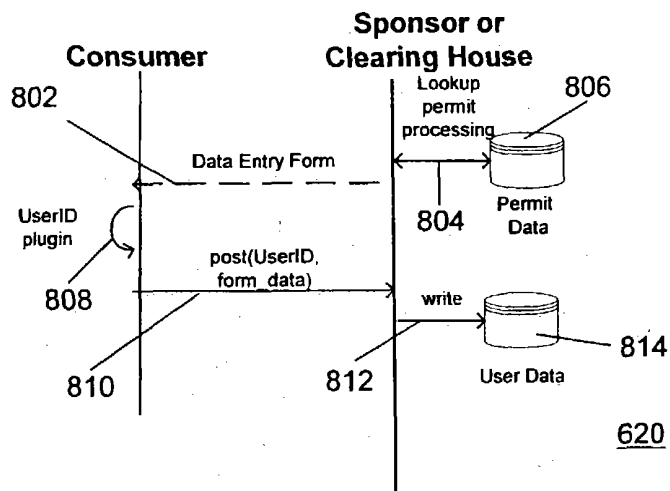 Sponsor or
Consumer Clearing House
802
Lookup
permit
processing
806
Data Entry Form
804
Permit
Data
UserID
plugin
808
post(UserID,
form_data)
810
write
812
814
User Data
620